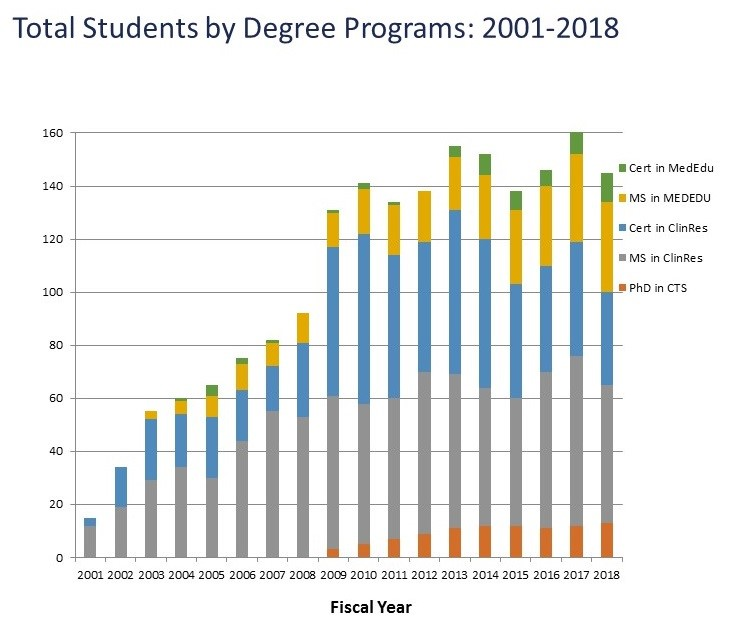 Total Students by Degree Programs: 2001-2018
160
140
120
100
80
60
40
20
0
2001 2002 2003 2004 2005 2006 2007 2008 2009 2010 2011 2012 2013 2014 2015 2016 2017 2018
Fiscal Year
Cert in MedEdu
MS in MEDEDU
Cert in ClinRes
MS in ClinRes
PhD in CTS